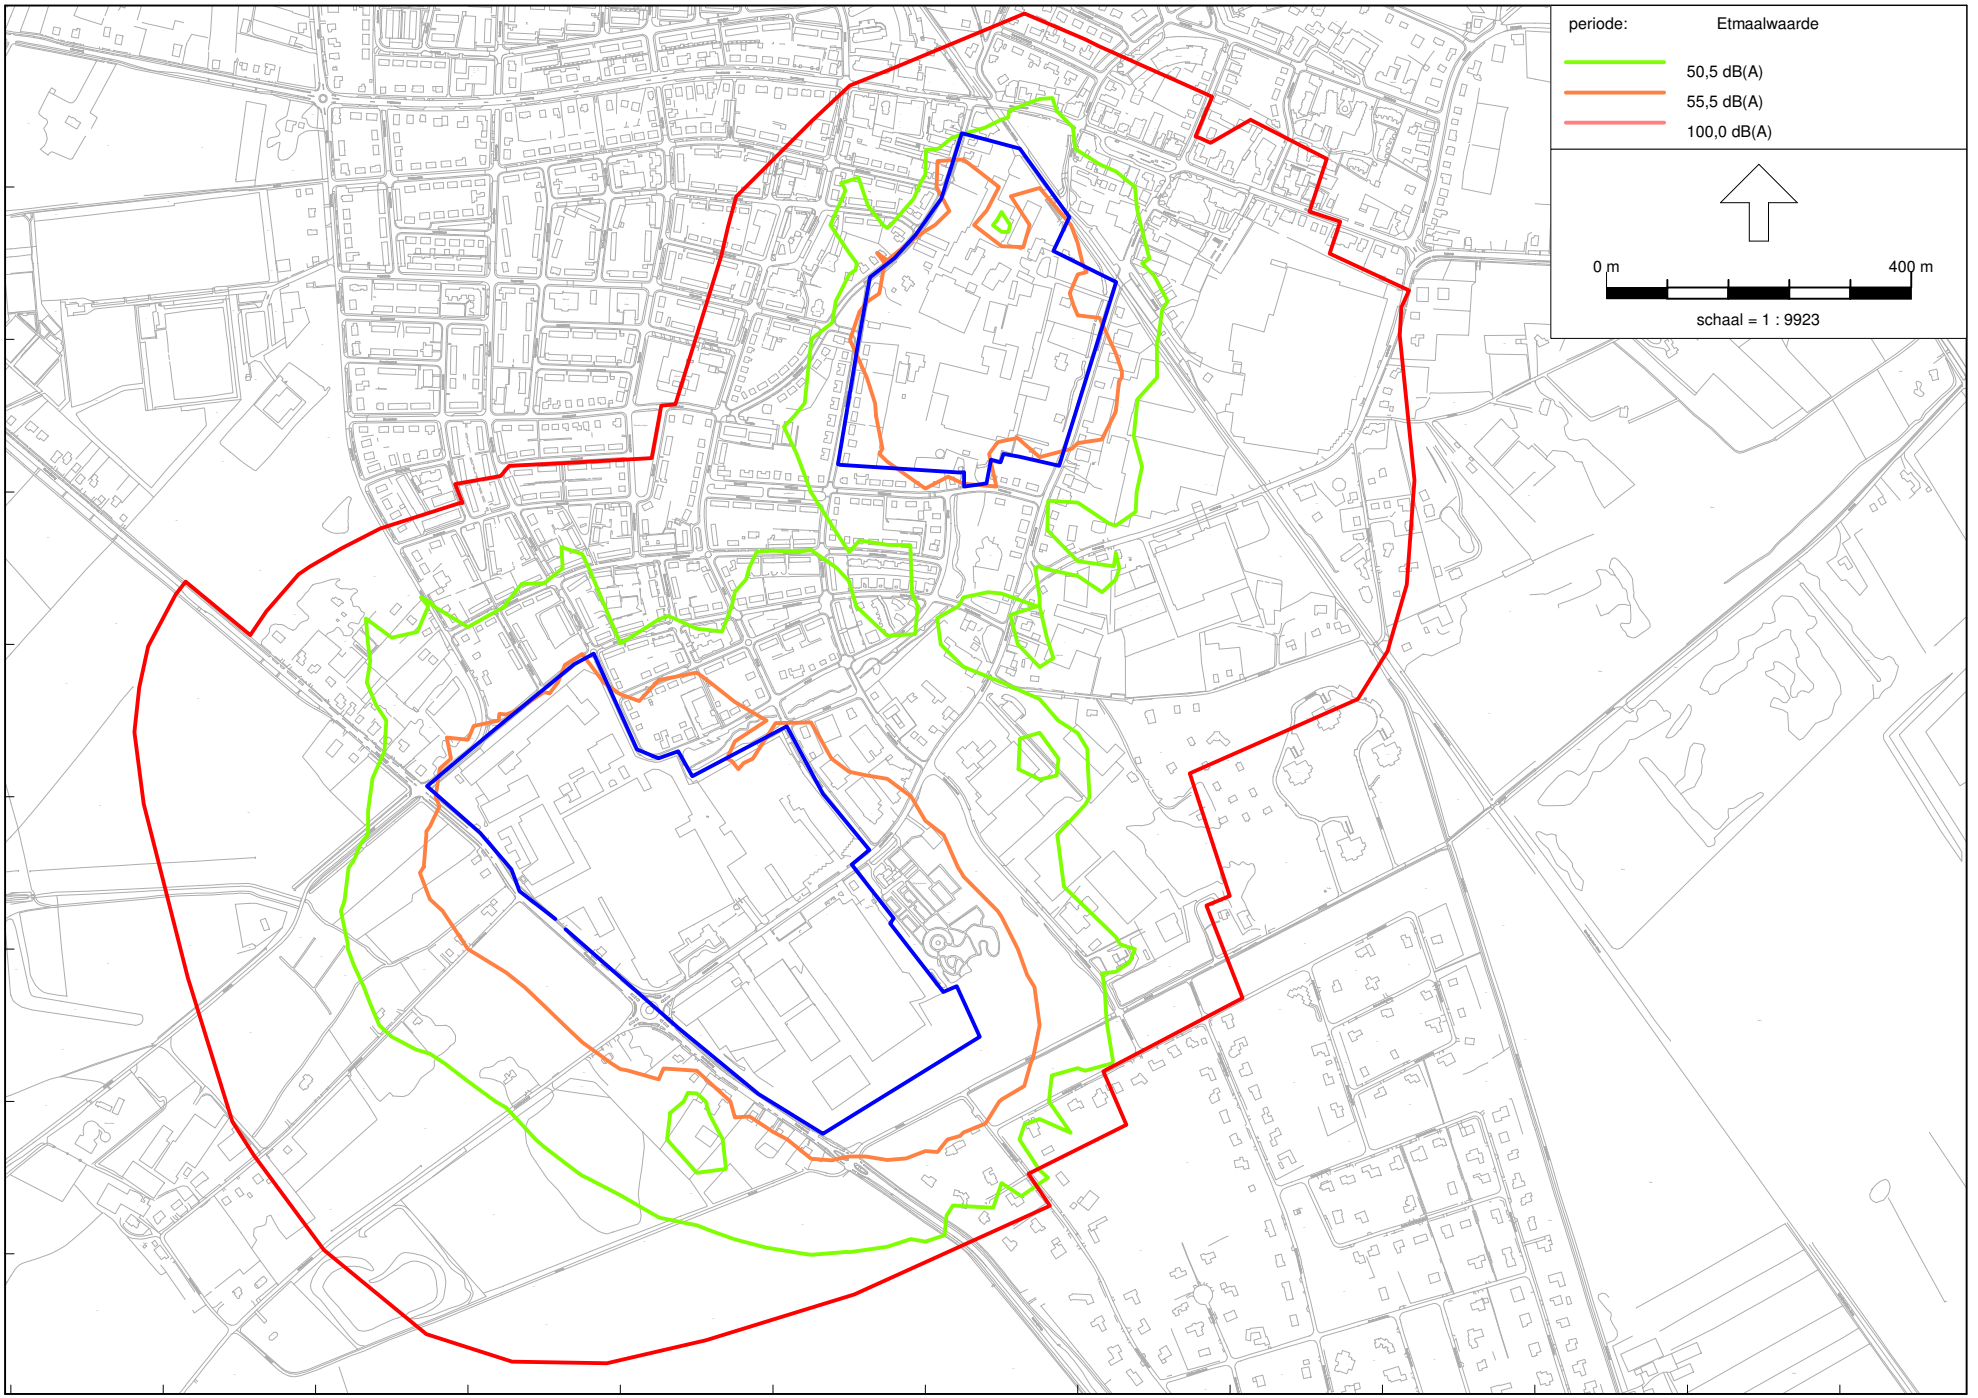 periode: Etmaalwaarde
50,5 dB(A)
55,5 dB(A)
100,0 dB(A)
0 m 400 m
schaal = 1 : 9923